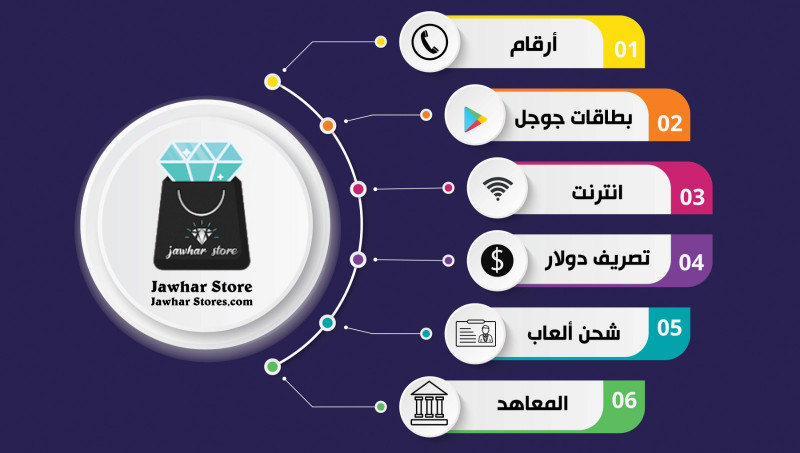 أرقام 01
بطاقات جوجل 02
انترنت 03
تصريف دولار 04
شحن ألعاب 05
المعاهد 06
jawhar store
Jawhar Store
Jawhar Stores.com